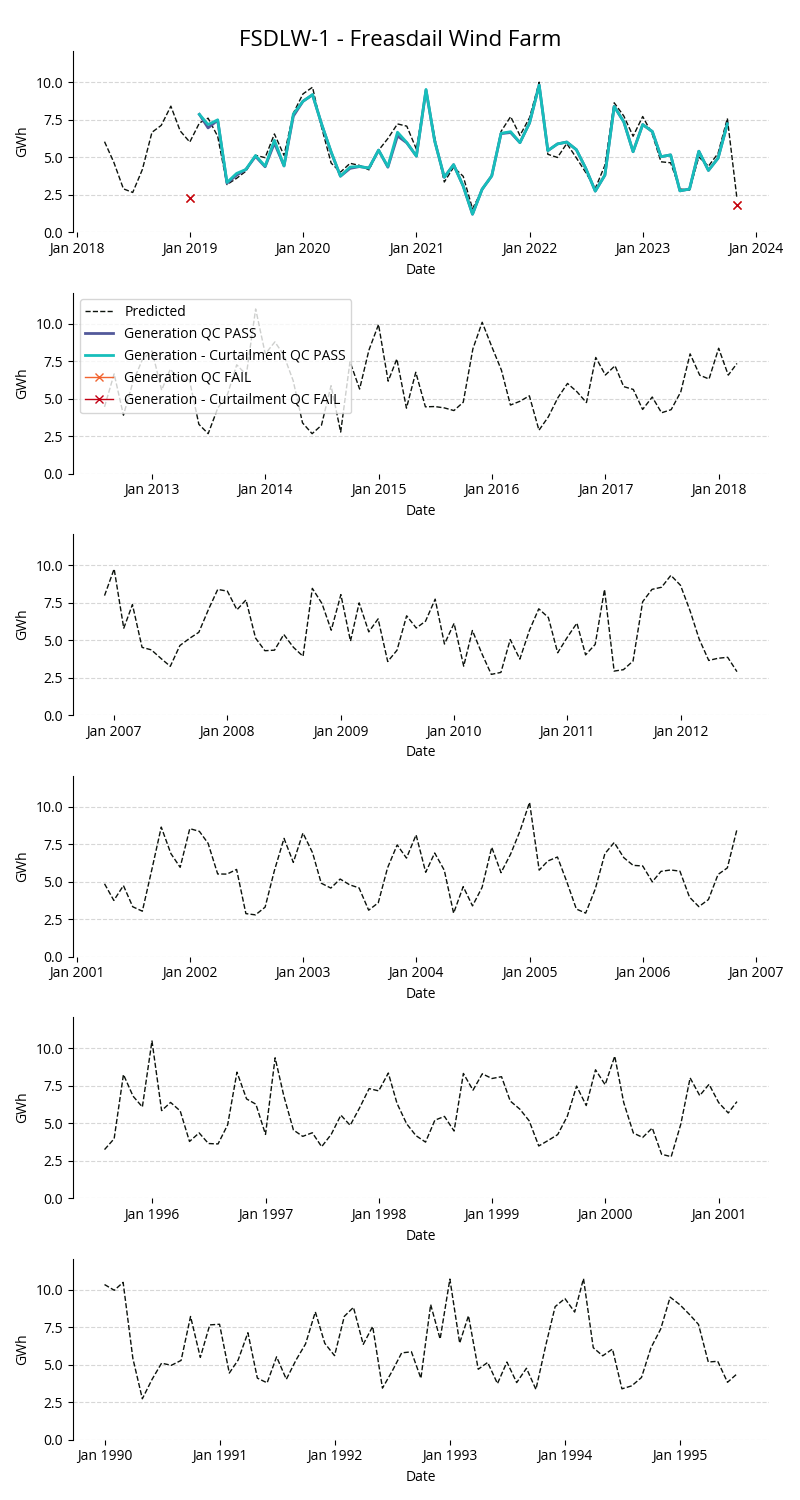 FSDLW-1 - Freasdail Wind Farm
10.0
7.5
GWh
5.0
2.5
0.0
Jan 2018 Jan 2019 Jan 2020 Jan 2021 Jan 2022 Jan 2023 Jan 2024
Date
Predicted
Generation QC PASS
Generation - Curtailment QC PASS
Generation QC FAIL
Generation - Curtailment QC FAIL
10.0
7.5
GWh
5.0
2.5
0.0
Jan 2013 Jan 2014 Jan 2015 Jan 2016 Jan 2017 Jan 2018
Date
10.0
7.5
GWh
5.0
2.5
0.0
Jan 2007 Jan 2008 Jan 2009 Jan 2010 Jan 2011 Jan 2012
Date
10.0
7.5
GWh
5.0
2.5
0.0
Jan 2001 Jan 2002 Jan 2003 Jan 2004 Jan 2005 Jan 2006 Jan 2007
Date
10.0
7.5
GWh
5.0
2.5
0.0
Jan 1996 Jan 1997 Jan 1998 Jan 1999 Jan 2000 Jan 2001
Date
10.0
7.5
GWh
5.0
2.5
0.0
Jan 1990 Jan 1991 Jan 1992 Jan 1993 Jan 1994 Jan 1995
Date